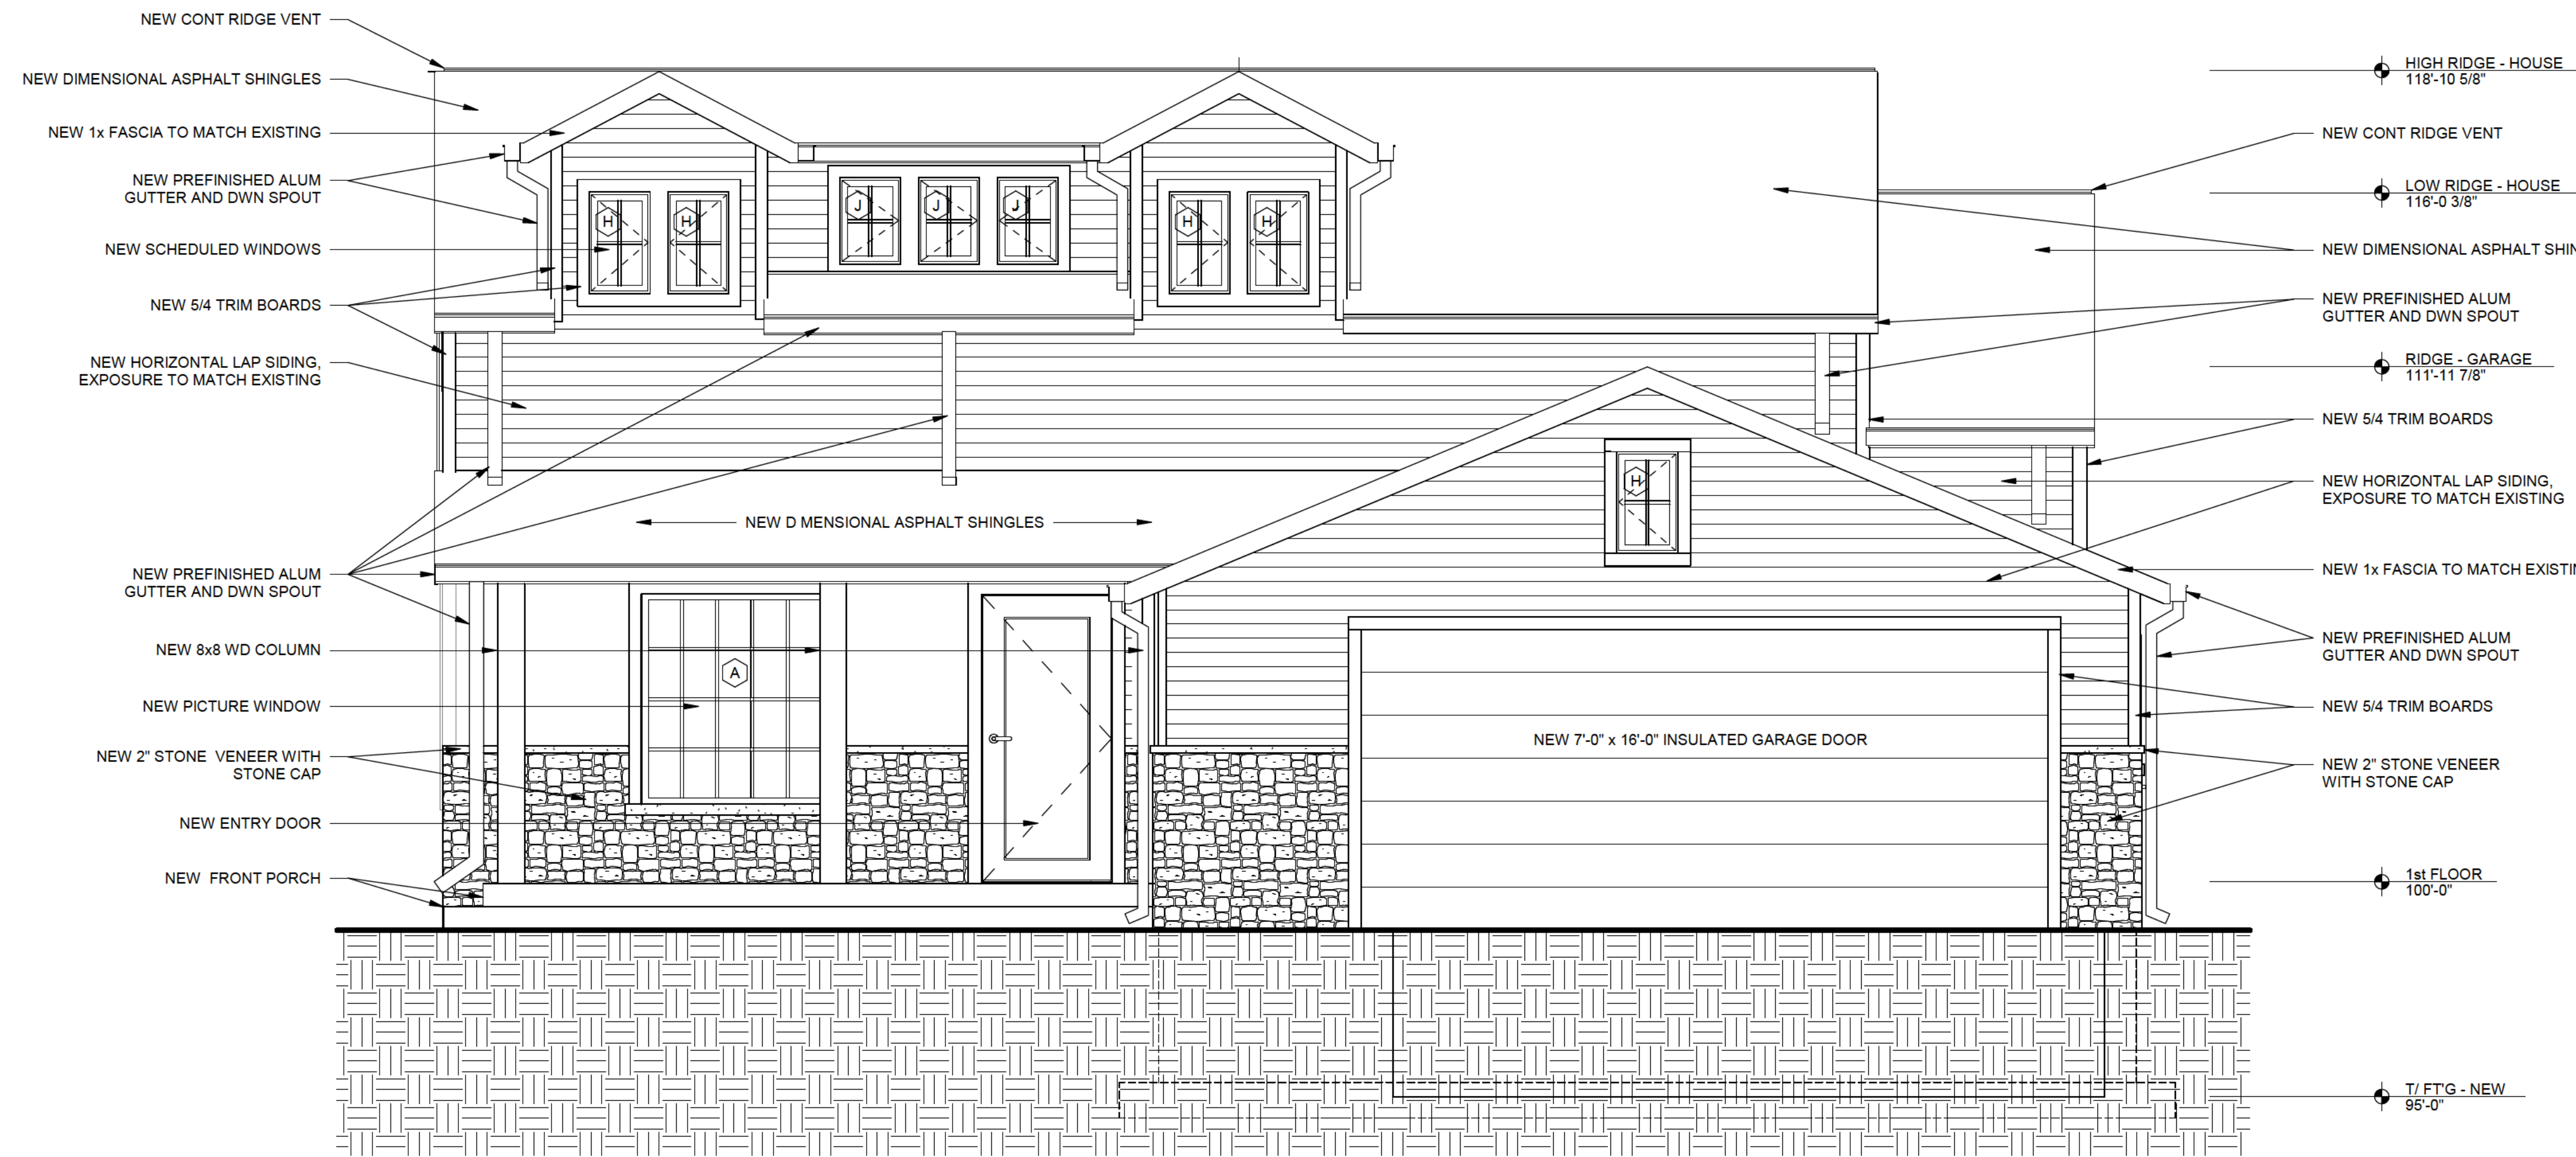 NEW CONT RIDGE VENT
NEW DIMENSIONAL ASPHALT SHINGLES
NEW 1x FASCIA TO MATCH EXISTING
NEW PREFINISHED ALUM
GUTTER AND DWN SPOUT
NEW SCHEDULED WINDOWS
NEW 5/4 TRIM BOARDS
NEW HORIZONTAL LAP SIDING,
EXPOSURE TO MATCH EXISTING
NEW PREFINISHED ALUM
GUTTER AND DWN SPOUT
NEW 8x8 WD COLUMN
NEW PICTURE WINDOW
NEW 2" STONE VENEER WITH
STONE CAP
NEW ENTRY DOOR
NEW FRONT PORCH
H
H
J
J
J
H
H
H
NEW D MENSIONAL ASPHALT SHINGLES
A
NEW 7'-0" x 16'-0" INSULATED GARAGE DOOR
HIGH RIDGE - HOUSE
118'-10 5/8"
NEW CONT RIDGE VENT
LOW RIDGE - HOUSE
116'-0 3/8"
NEW DIMENSIONAL ASPHALT SHIN
NEW PREFINISHED ALUM
GUTTER AND DWN SPOUT
RIDGE - GARAGE
111'-11 7/8"
NEW 5/4 TRIM BOARDS
NEW HORIZONTAL LAP SIDING,
EXPOSURE TO MATCH EXISTING
NEW 1x FASCIA TO MATCH EXISTI
NEW PREFINISHED ALUM
GUTTER AND DWN SPOUT
NEW 5/4 TRIM BOARDS
NEW 2" STONE VENEER
WITH STONE CAP
1st FLOOR
100'-0"
T/ FT'G - NEW
95'-0"